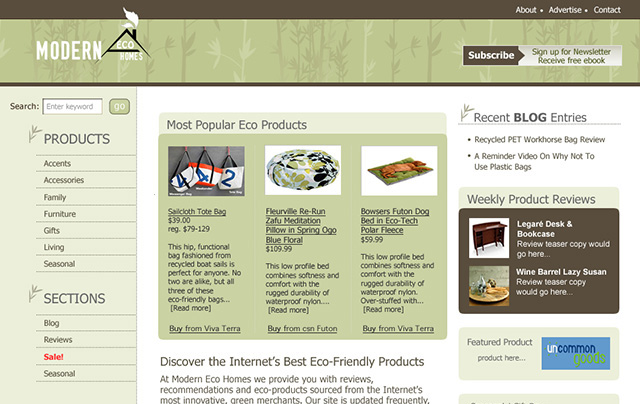 About • Advertise • Contact
MODERN
ECO
HOMES
Subscribe
Sign up for Newsletter
Receive free ebook
Search:
Enter keyword
go
PRODUCTS
Accents
Accessories
Family
Furniture
Gifts
Living
Seasonal
SECTIONS
Blog
Reviews
Sale!
Seasonal
Most Popular Eco Products
4 4 2
Sailcloth Tote Bag
$39.00
reg. $79-129
This hip, functional
bag fashioned from
recycled boat sails is
perfect for anyone. No
two are alike, but all
three of these
eco-friendly bags...
[Read more]
Buy from Viva Terra
Fleurville Re-Run
Zafu Meditation
Pillow in Spring Ogo
Blue Floral
$109.99
This low profile bed
combines softness and
comfort with the
rugged durability of
waterproof nylon....
[Read more]
Buy from csn Futon
Bowsers Futon Dog
Bed in Eco-Tech
Polar Fleece
$59.99
This low profile bed
combines softness and
comfort with the
rugged durability of
waterproof nylon.
Over-stuffed with...
[Read more]
Buy from Viva Terra
Discover the Internet's Best Eco-Friendly Products
At Modern Eco Homes we provide you with reviews,
recommendations and eco-products sourced from the Internet's
most innovative, green merchants. Our site is updated frequently,
Recent BLOG Entries
• Recycled PET Workhorse Bag Review
• A Reminder Video On Why Not To
Use Plastic Bags
Weekly Product Reviews
Legaré Desk &
Bookcase
Review teaser copy would
go here...
Wine Barrel Lazy Susan
Review teaser copy
would go here...
Featured Product
product here...
uncommon
goods